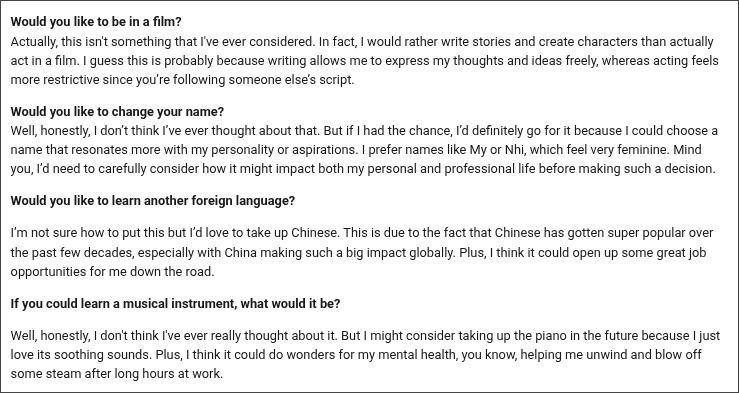 Would you like to be in a film?
Actually, this isn't something that I've ever considered. In fact, I would rather write stories and create characters than actually
act in a film. I guess this is probably because writing allows me to express my thoughts and ideas freely, whereas acting feels
more restrictive since you're following someone else's script.
Would you like to change your name?
Well, honestly, I don't think I've ever thought about that. But if I had the chance, I'd definitely go for it because I could choose a
name that resonates more with my personality or aspirations. I prefer names like My or Nhi, which feel very feminine. Mind
you, I'd need to carefully consider how it might impact both my personal and professional life before making such a decision.
Would you like to learn another foreign language?
I'm not sure how to put this but I'd love to take up Chinese. This is due to the fact that Chinese has gotten super popular over
the past few decades, especially with China making such a big impact globally. Plus, I think it could open up some great job
opportunities for me down the road.
If you could learn a musical instrument, what would it be?
Well, honestly, I don't think I've ever really thought about it. But I might consider taking up the piano in the future because I just
love its soothing sounds. Plus, I think it could do wonders for my mental health, you know, helping me unwind and blow off
some steam after long hours at work.